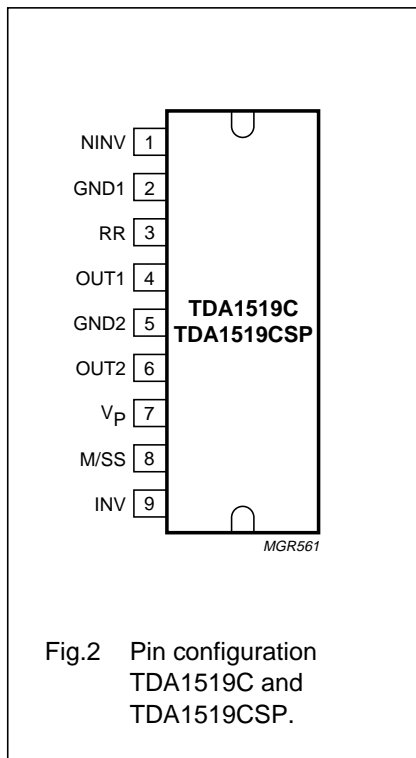 NINV 1
GND1 2
RR 3
OUT1 4
GND2 5
OUT2 6
VP 7
M/SS 8
INV 9
TDA1519C
TDA1519CSP
MGR561
Fig.2 Pin configuration
TDA1519C and
TDA1519CSP.